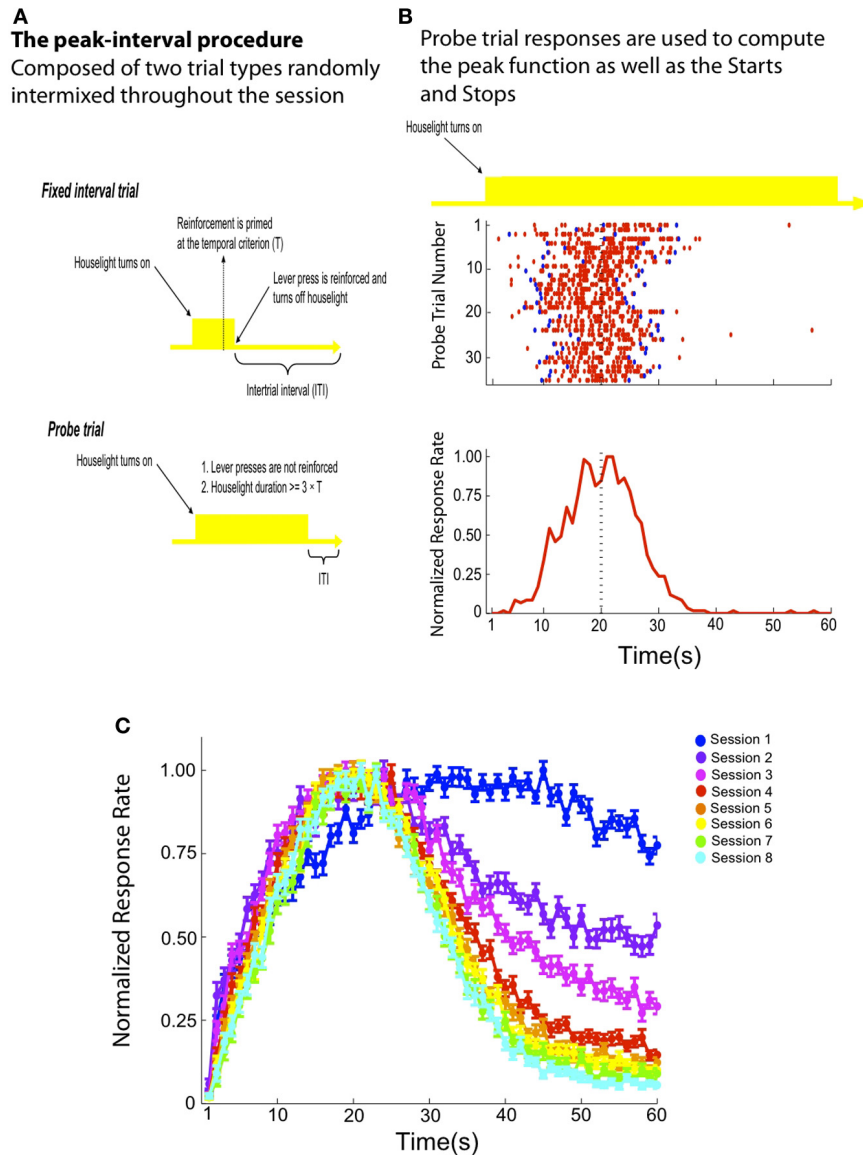 A
The peak-interval procedure
Composed of two trial types randomly
intermixed throughout the session
Fixed interval trial
Reinforcement is primed
at the temporal criterion (T)
Houselight turns on
Lever press is reinforced and
turns off houselight
Intertrial interval (ITI)
Probe trial
Houselight turns on
1. Lever presses are not reinforced
2. Houselight duration >= 3 × T
ITI
B
Probe trial responses are used to compute
the peak function as well as the Starts
and Stops
Houselight turns on
Probe Trial Number
1
10
20
30
Normalized Response Rate
1.00
0.75
0.50
0.25
0
1 10 20 30 40 50 60
Time(s)
C
Normalized Response Rate
1.00
0.75
0.50
0.25
0
1 10 20 30 40 50 60
Time(s)
Session 1
Session 2
Session 3
Session 4
Session 5
Session 6
Session 7
Session 8